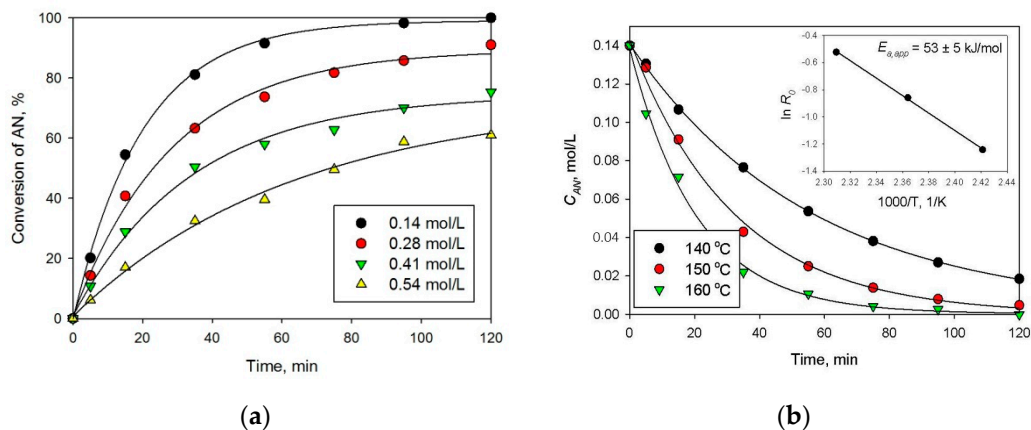 (a)
Conversion of AN, %
100
80
60
40
20
0
0 20 40 60 80 100 120
Time, min
0.14 mol/L
0.28 mol/L
0.41 mol/L
0.54 mol/L
(a)
C_AN, mol/L
0.14
0.12
0.10
0.08
0.06
0.04
0.02
0.00
0 20 40 60 80 100 120
Time, min
140 °C
150 °C
160 °C
E_a,app = 53 ± 5 kJ/mol
ln R_0
-0.4
-0.6
-0.8
-1.0
-1.2
-1.4
2.30 2.32 2.34 2.36 2.38 2.40 2.42 2.44
1000/T, 1/K
(b)